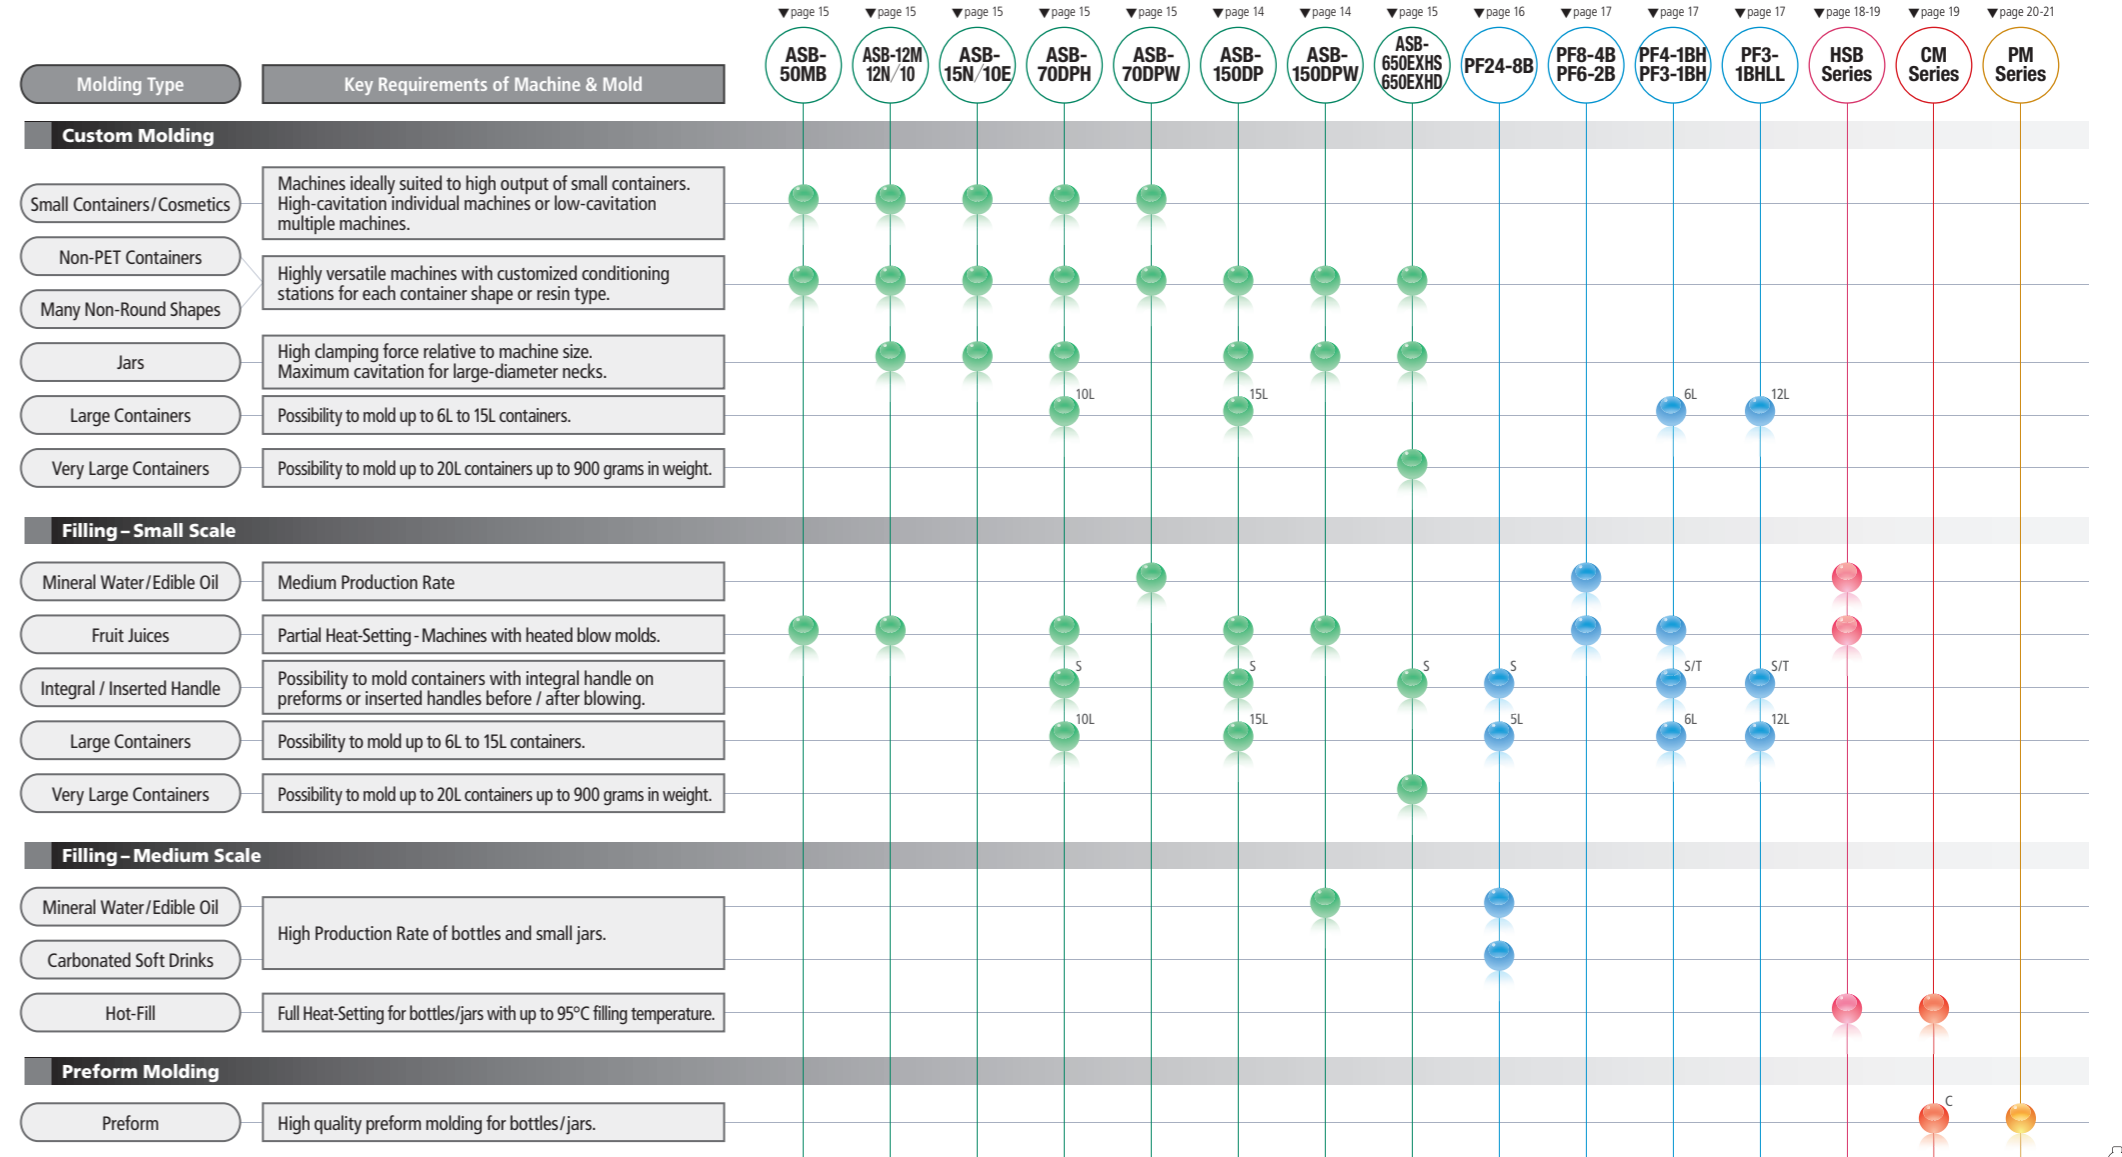 ▼page 15 ▼page 15 ▼page 15 ▼page 15 ▼page 15 ▼page 14 ▼page 14 ▼page 15 ▼page 16 ▼page 17 ▼page 17 ▼page 17 ▼page 18-19 ▼page 19 ▼page 20-21
ASB-
50MB
ASB-12M
12N/10
ASB-
15N/10E
ASB-
70DPH
ASB-
70DPW
ASB-
150DP
ASB-
150DPW
ASB-
650EXHS
650EXHD
PF24-8B
PF8-4B
PF6-2B
PF4-1BH
PF3-1BH
PF3-
1BHLL
HSB
Series
CM
Series
PM
Series
Molding Type
Key Requirements of Machine & Mold
Custom Molding
Small Containers/Cosmetics
Machines ideally suited to high output of small containers.
High-cavitation individual machines or low-cavitation
multiple machines.
Non-PET Containers
Many Non-Round Shapes
Highly versatile machines with customized conditioning
stations for each container shape or resin type.
Jars
High clamping force relative to machine size.
Maximum cavitation for large-diameter necks.
Large Containers
Possibility to mold up to 6L to 15L containers.
10L 15L 6L 12L
Very Large Containers
Possibility to mold up to 20L containers up to 900 grams in weight.
Filling–Small Scale
Mineral Water/Edible Oil
Medium Production Rate
Fruit Juices
Partial Heat-Setting-Machines with heated blow molds.
Integral / Inserted Handle
Possibility to mold containers with integral handle on
preforms or inserted handles before / after blowing.
S S S S S/T S/T
Large Containers
Possibility to mold up to 6L to 15L containers.
10L 15L 5L 6L 12L
Very Large Containers
Possibility to mold up to 20L containers up to 900 grams in weight.
Filling–Medium Scale
Mineral Water/Edible Oil
Carbonated Soft Drinks
High Production Rate of bottles and small jars.
Hot-Fill
Full Heat-Setting for bottles/jars with up to 95°C filling temperature.
Preform Molding
Preform
High quality preform molding for bottles/jars.
C